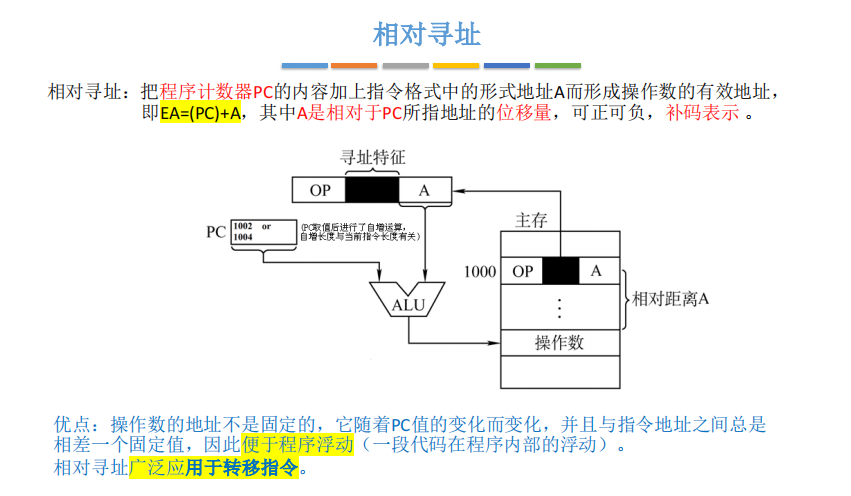 相对寻址
相对寻址：把程序计数器PC的内容加上指令格式中的形式地址A而形成操作数的有效地址，
即EA=(PC)+A，其中A是相对于PC所指地址的位移量，可正可负，补码表示 。
寻址特征
OP A
PC 1002 or
1004
(PC取值后进行了自增运算，
自增长度与当前指令长度有关)
主存
1000 OP A
ALU
相对距离A
操作数
优点：操作数的地址不是固定的，它随着PC值的变化而变化，并且与指令地址之间总是
相差一个固定值，因此便于程序浮动（一段代码在程序内部的浮动）。
相对寻址广泛应用于转移指令。